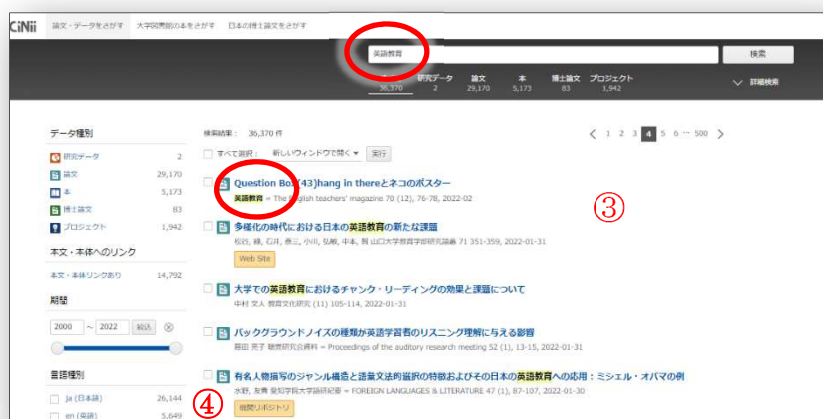 CiNii 論文・データをさがす 大学図書館の本をさがす 日本の博士論文をさがす
英語教育 検索
研究データ 論文 本 博士論文 プロジェクト
36,370 2 29,170 5,173 83 1,942 詳細検索
データ種別
研究データ 2
論文 29,170
本 5,173
博士論文 83
プロジェクト 1,942
本文・本体へのリンク
本文・本体リンクあり 14,792
期間
2000 ~ 2022 絞込
言語種別
ja (日本語) 26,144
en (英語) 5,649
検索結果: 36,370 件
< 1 2 3 4 5 6 … 500 >
すべて選択: 新しいウィンドウで開く 実行
Question Box(43)hang in thereとネコのポスター
英語教育 = The English teachers' magazine 70 (12), 76-78, 2022-02
③
多様化の時代における日本の英語教育の新たな課題
松谷, 緑, 石井, 泰三, 小川, 弘敏, 中本, 山口大学教育学部研究論叢 71 351-359, 2022-01-31
Web Site
大学での英語教育におけるチャンク・リーディングの効果と課題について
中村 文人 教育文化研究 (11) 105-114, 2022-01-31
バックグラウンドノイズの種類が英語学習者のリスニング理解に与える影響
亮子 聴覚研究会資料 = Proceedings of the auditory research meeting 52 (1), 13-15, 2022-01-31
有名人物描写のジャンル構造と語彙文法的選択の特徴およびその日本の英語教育への応用:ミシェル・オバマの例
水野, 友貴 愛知学院大学語研紀要 = FOREIGN LANGUAGES & LITERATURE 47 (1), 87-107, 2022-01-30
④
機関リポジトリ